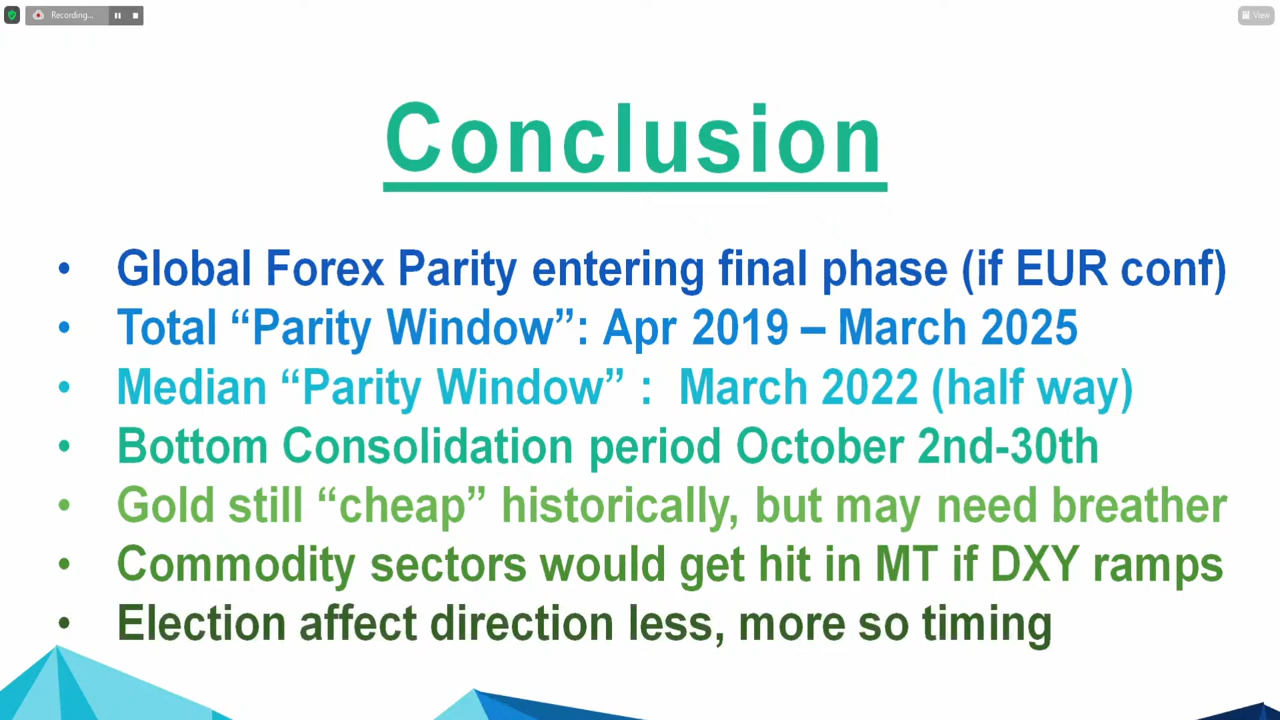 Recording...
View
Conclusion
• Global Forex Parity entering final phase (if EUR conf)
• Total “Parity Window”: Apr 2019 – March 2025
• Median “Parity Window” :  March 2022 (half way)
• Bottom Consolidation period October 2nd-30th
• Gold still “cheap” historically, but may need breather
• Commodity sectors would get hit in MT if DXY ramps
• Election affect direction less, more so timing